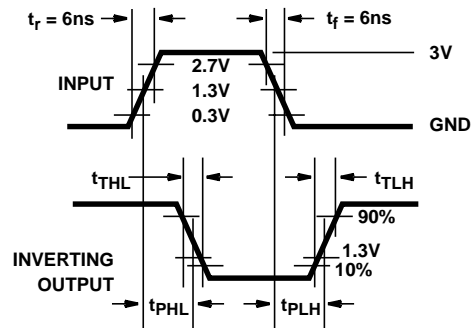 tr = 6ns
tf = 6ns
3V
INPUT
2.7V
1.3V
0.3V
GND
tTHL
tTLH
90%
INVERTING
OUTPUT
1.3V
10%
tPHL
tPLH